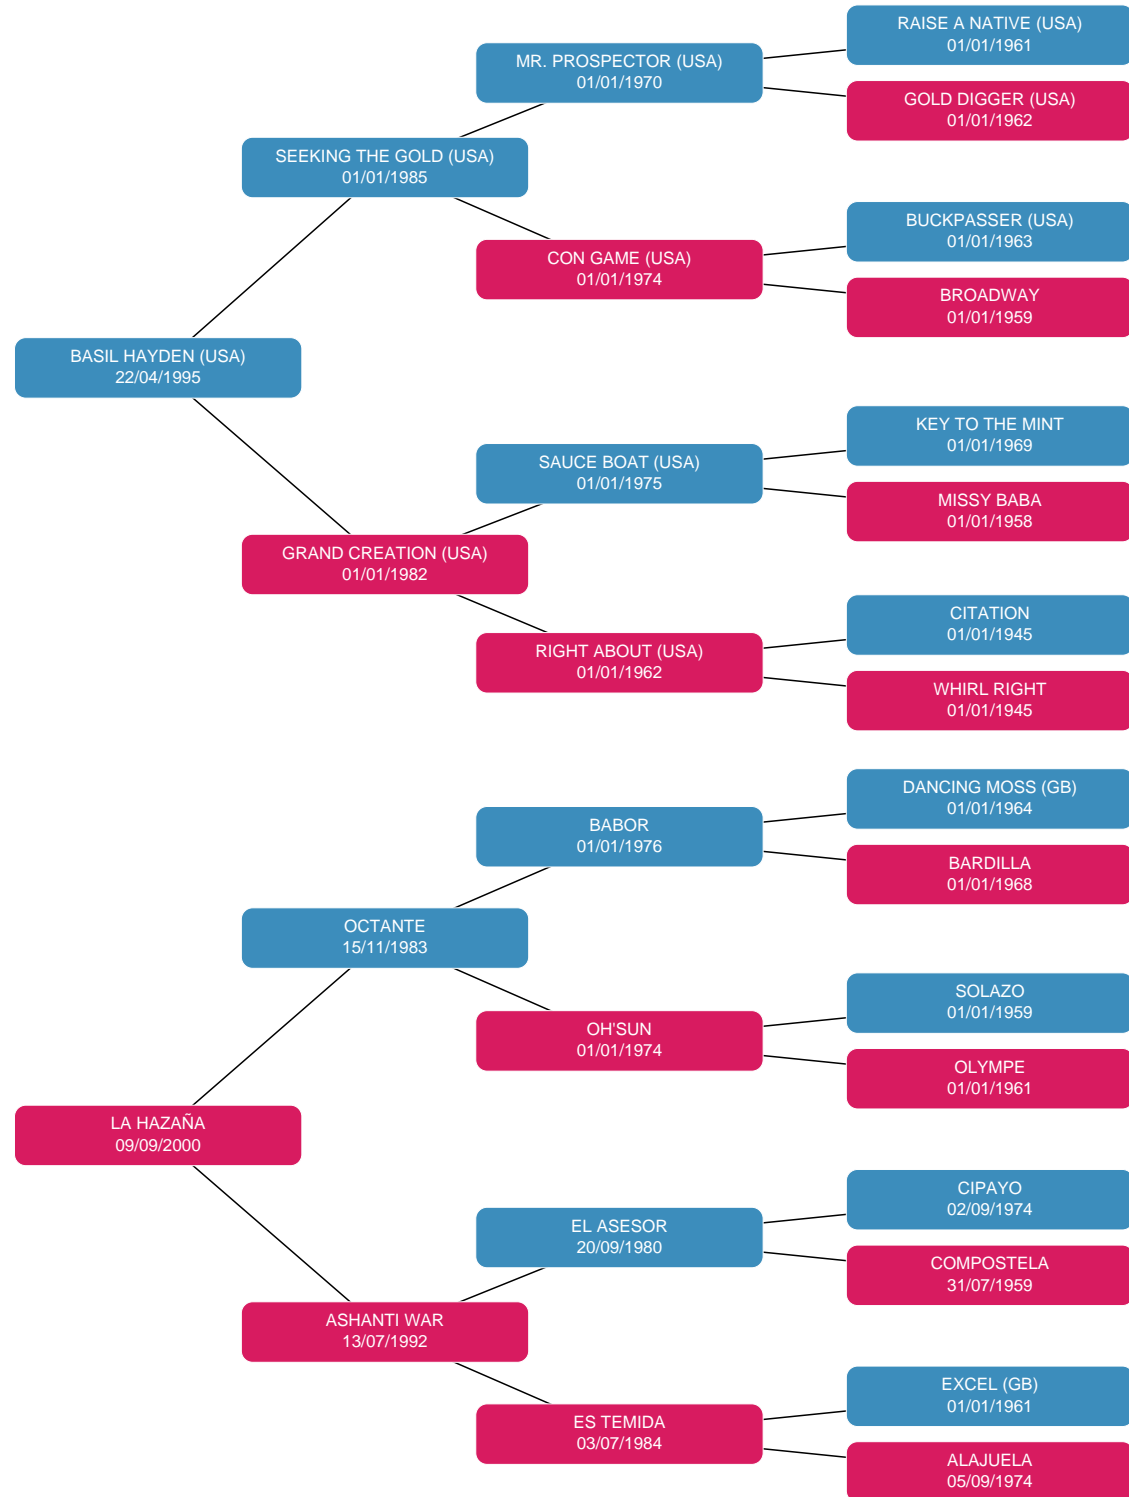 RAISE A NATIVE (USA)
01/01/1961
MR. PROSPECTOR (USA)
01/01/1970
GOLD DIGGER (USA)
01/01/1962
SEEKING THE GOLD (USA)
01/01/1985
BUCKPASSER (USA)
01/01/1963
CON GAME (USA)
01/01/1974
BROADWAY
01/01/1959
BASIL HAYDEN (USA)
22/04/1995
KEY TO THE MINT
01/01/1969
SAUCE BOAT (USA)
01/01/1975
MISSY BABA
01/01/1958
GRAND CREATION (USA)
01/01/1982
CITATION
01/01/1945
RIGHT ABOUT (USA)
01/01/1962
WHIRL RIGHT
01/01/1945
DANCING MOSS (GB)
01/01/1964
BABOR
01/01/1976
BARDILLA
01/01/1968
OCTANTE
15/11/1983
SOLAZO
01/01/1959
OH'SUN
01/01/1974
OLYMPE
01/01/1961
LA HAZAÑA
09/09/2000
CIPAYO
02/09/1974
EL ASESOR
20/09/1980
COMPOSTELA
31/07/1959
ASHANTI WAR
13/07/1992
EXCEL (GB)
01/01/1961
ES TEMIDA
03/07/1984
ALAJUELA
05/09/1974